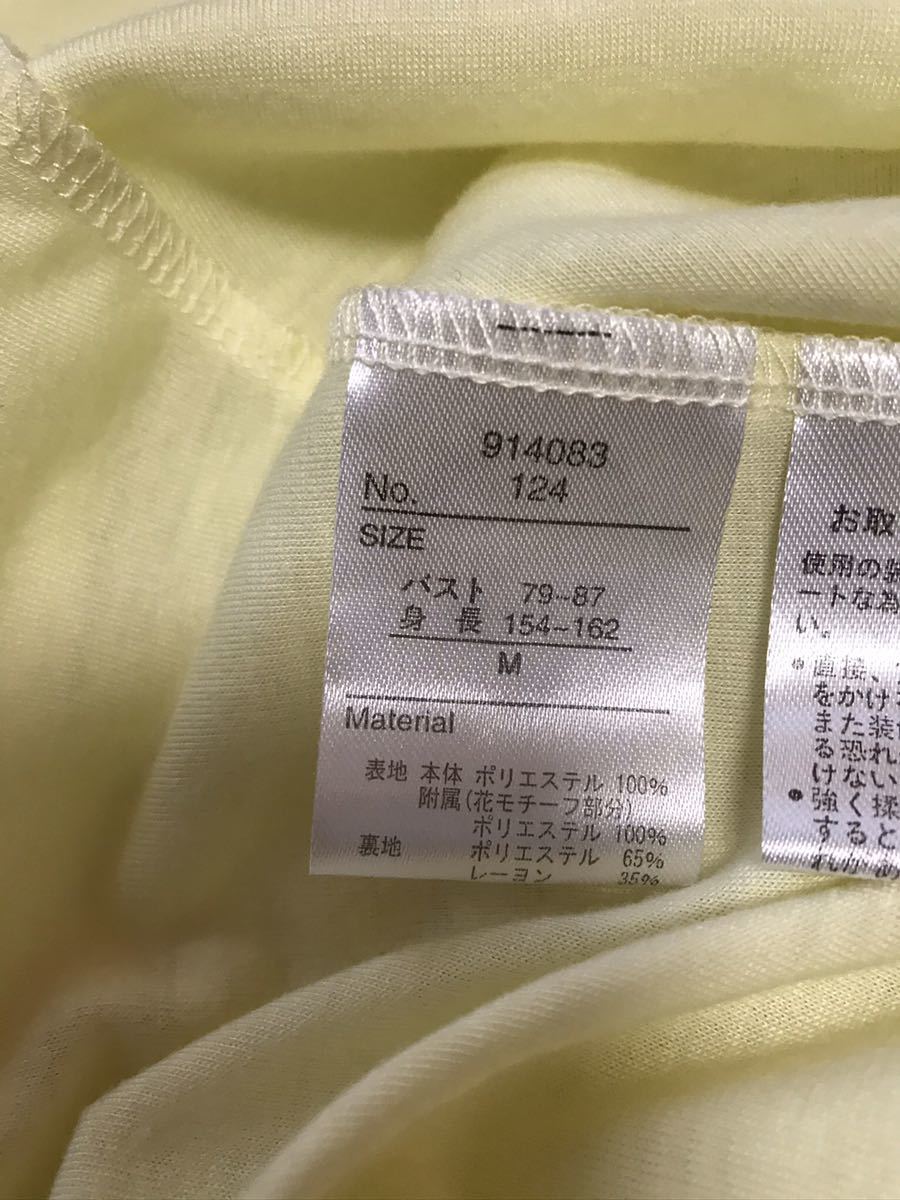 914083
No. 124
SIZE
バスト 79-87
身長 154-162
M
Material
表地 本体 ポリエステル 100%
附属(花モチーフ部分)
ポリエステル 100%
裏地 ポリエステル 65%
レーヨン 35%
お取
使用の
ートな為
い。
•直接、
をかけ
また装
る恐れ
けない
•強く揉
すると